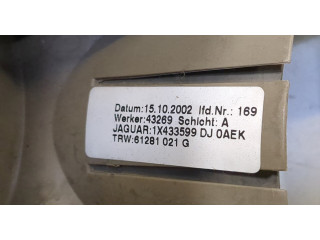 Datum:15.10.2002 lfd.Nr.: 169
Werker:43269 Schicht: A
JAGUAR:1X433599 DJ 0AEK
TRW:61281 021 G